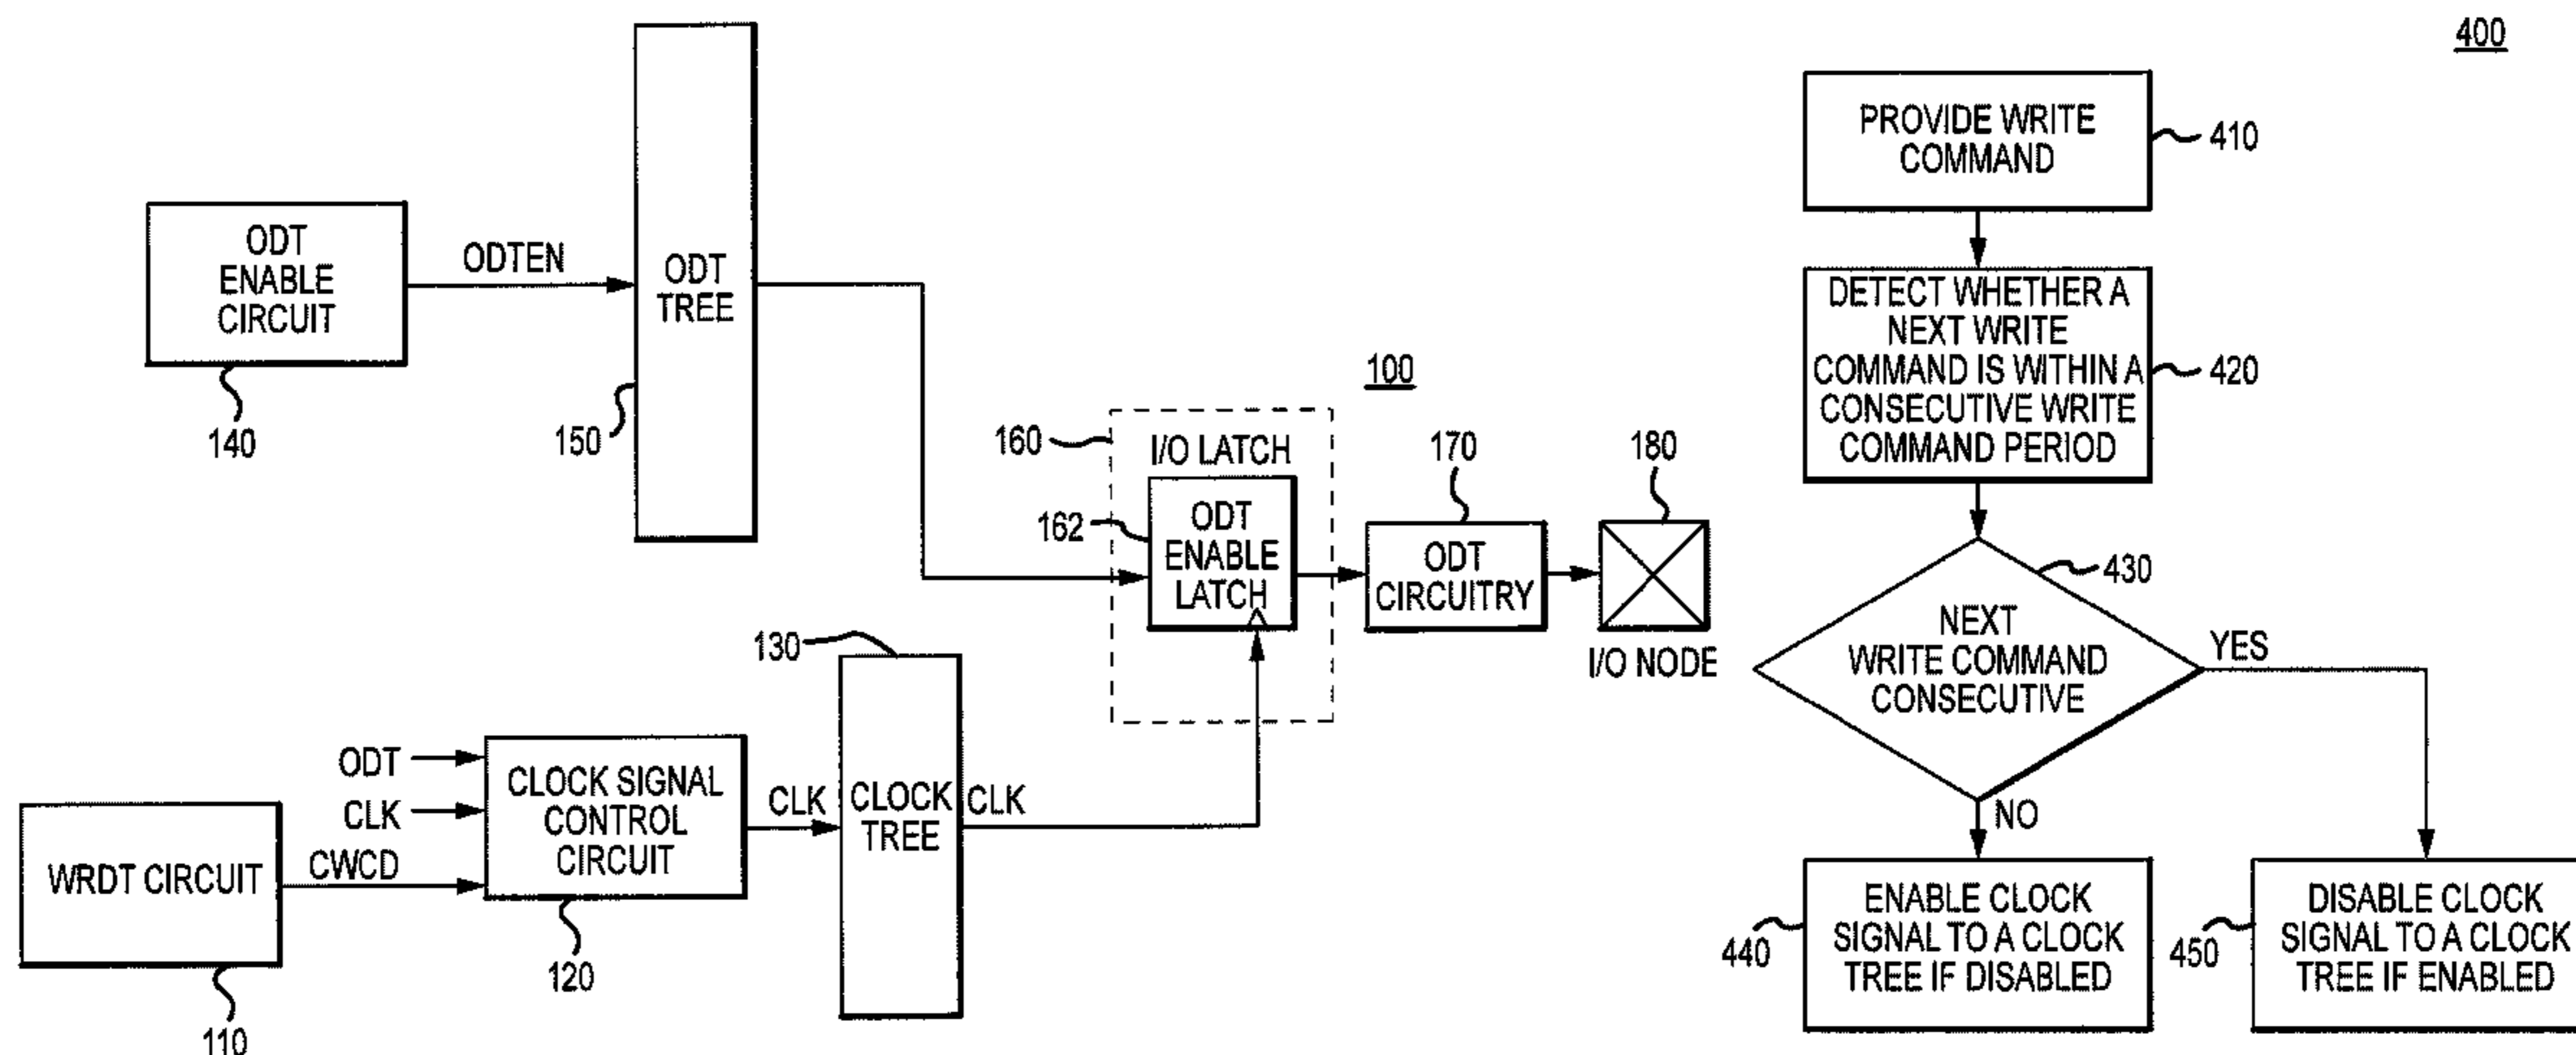 400
PROVIDE WRITE
COMMAND
410
DETECT WHETHER A
NEXT WRITE
COMMAND IS WITHIN A
CONSECUTIVE WRITE
COMMAND PERIOD
420
NEXT
WRITE COMMAND
CONSECUTIVE
430
YES
NO
ENABLE CLOCK
SIGNAL TO A CLOCK
TREE IF DISABLED
440
DISABLE CLOCK
SIGNAL TO A CLOCK
TREE IF ENABLED
450
100
ODT
ENABLE
CIRCUIT
140
ODTEN
ODT
TREE
150
160
I/O LATCH
162
ODT
ENABLE
LATCH
170
ODT
CIRCUITRY
180
I/O NODE
130
ODT
CLK
CWCD
WRDT CIRCUIT
110
CLOCK SIGNAL
CONTROL
CIRCUIT
120
CLK
CLOCK
TREE
CLK